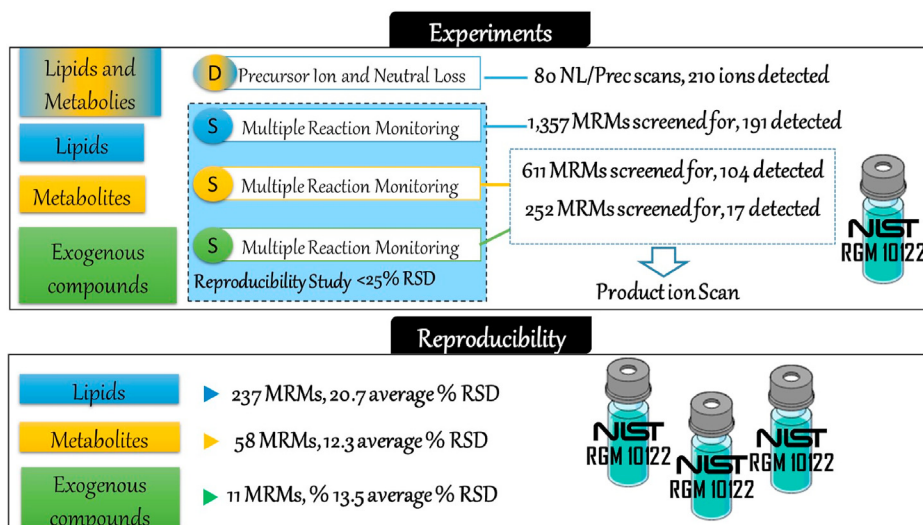 Experiments
Lipids and
Metabolies
D Precursor Ion and Neutral Loss
80 NL/Prec scans, 210 ions detected
Lipids
S Multiple Reaction Monitoring
1,357 MRMs screened for, 191 detected
Metabolites
S Multiple Reaction Monitoring
611 MRMs screened for, 104 detected
252 MRMs screened for, 17 detected
Exogenous
compounds
S Multiple Reaction Monitoring
Reproducibility Study <25% RSD
Product ion Scan
NIST
RGM 10122
Reproducibility
Lipids
237 MRMs, 20.7 average % RSD
Metabolites
58 MRMs, 12.3 average % RSD
Exogenous
compounds
11 MRMs, % 13.5 average % RSD
NIST
RGM 10122
NIST
RGM 10122
NIST
RGM 10122